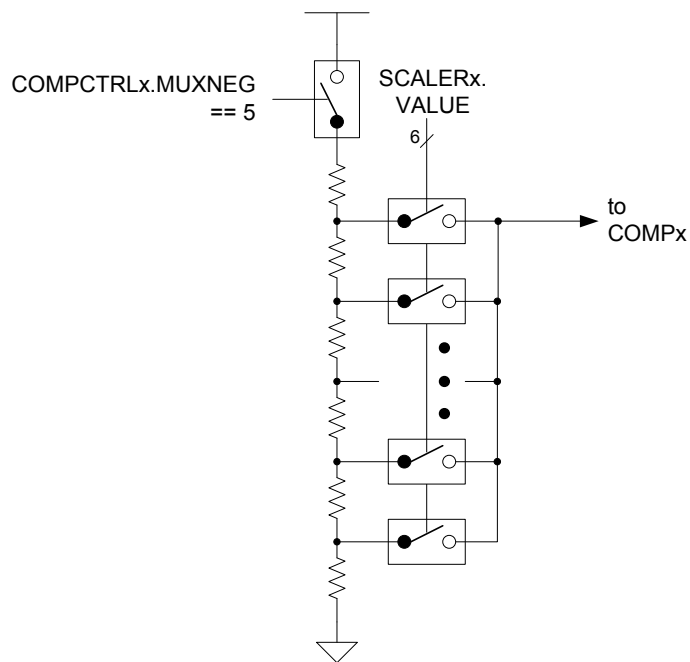 COMPCTRLx.MUXNEG
== 5
SCALERx.
VALUE
6
to
COMPx